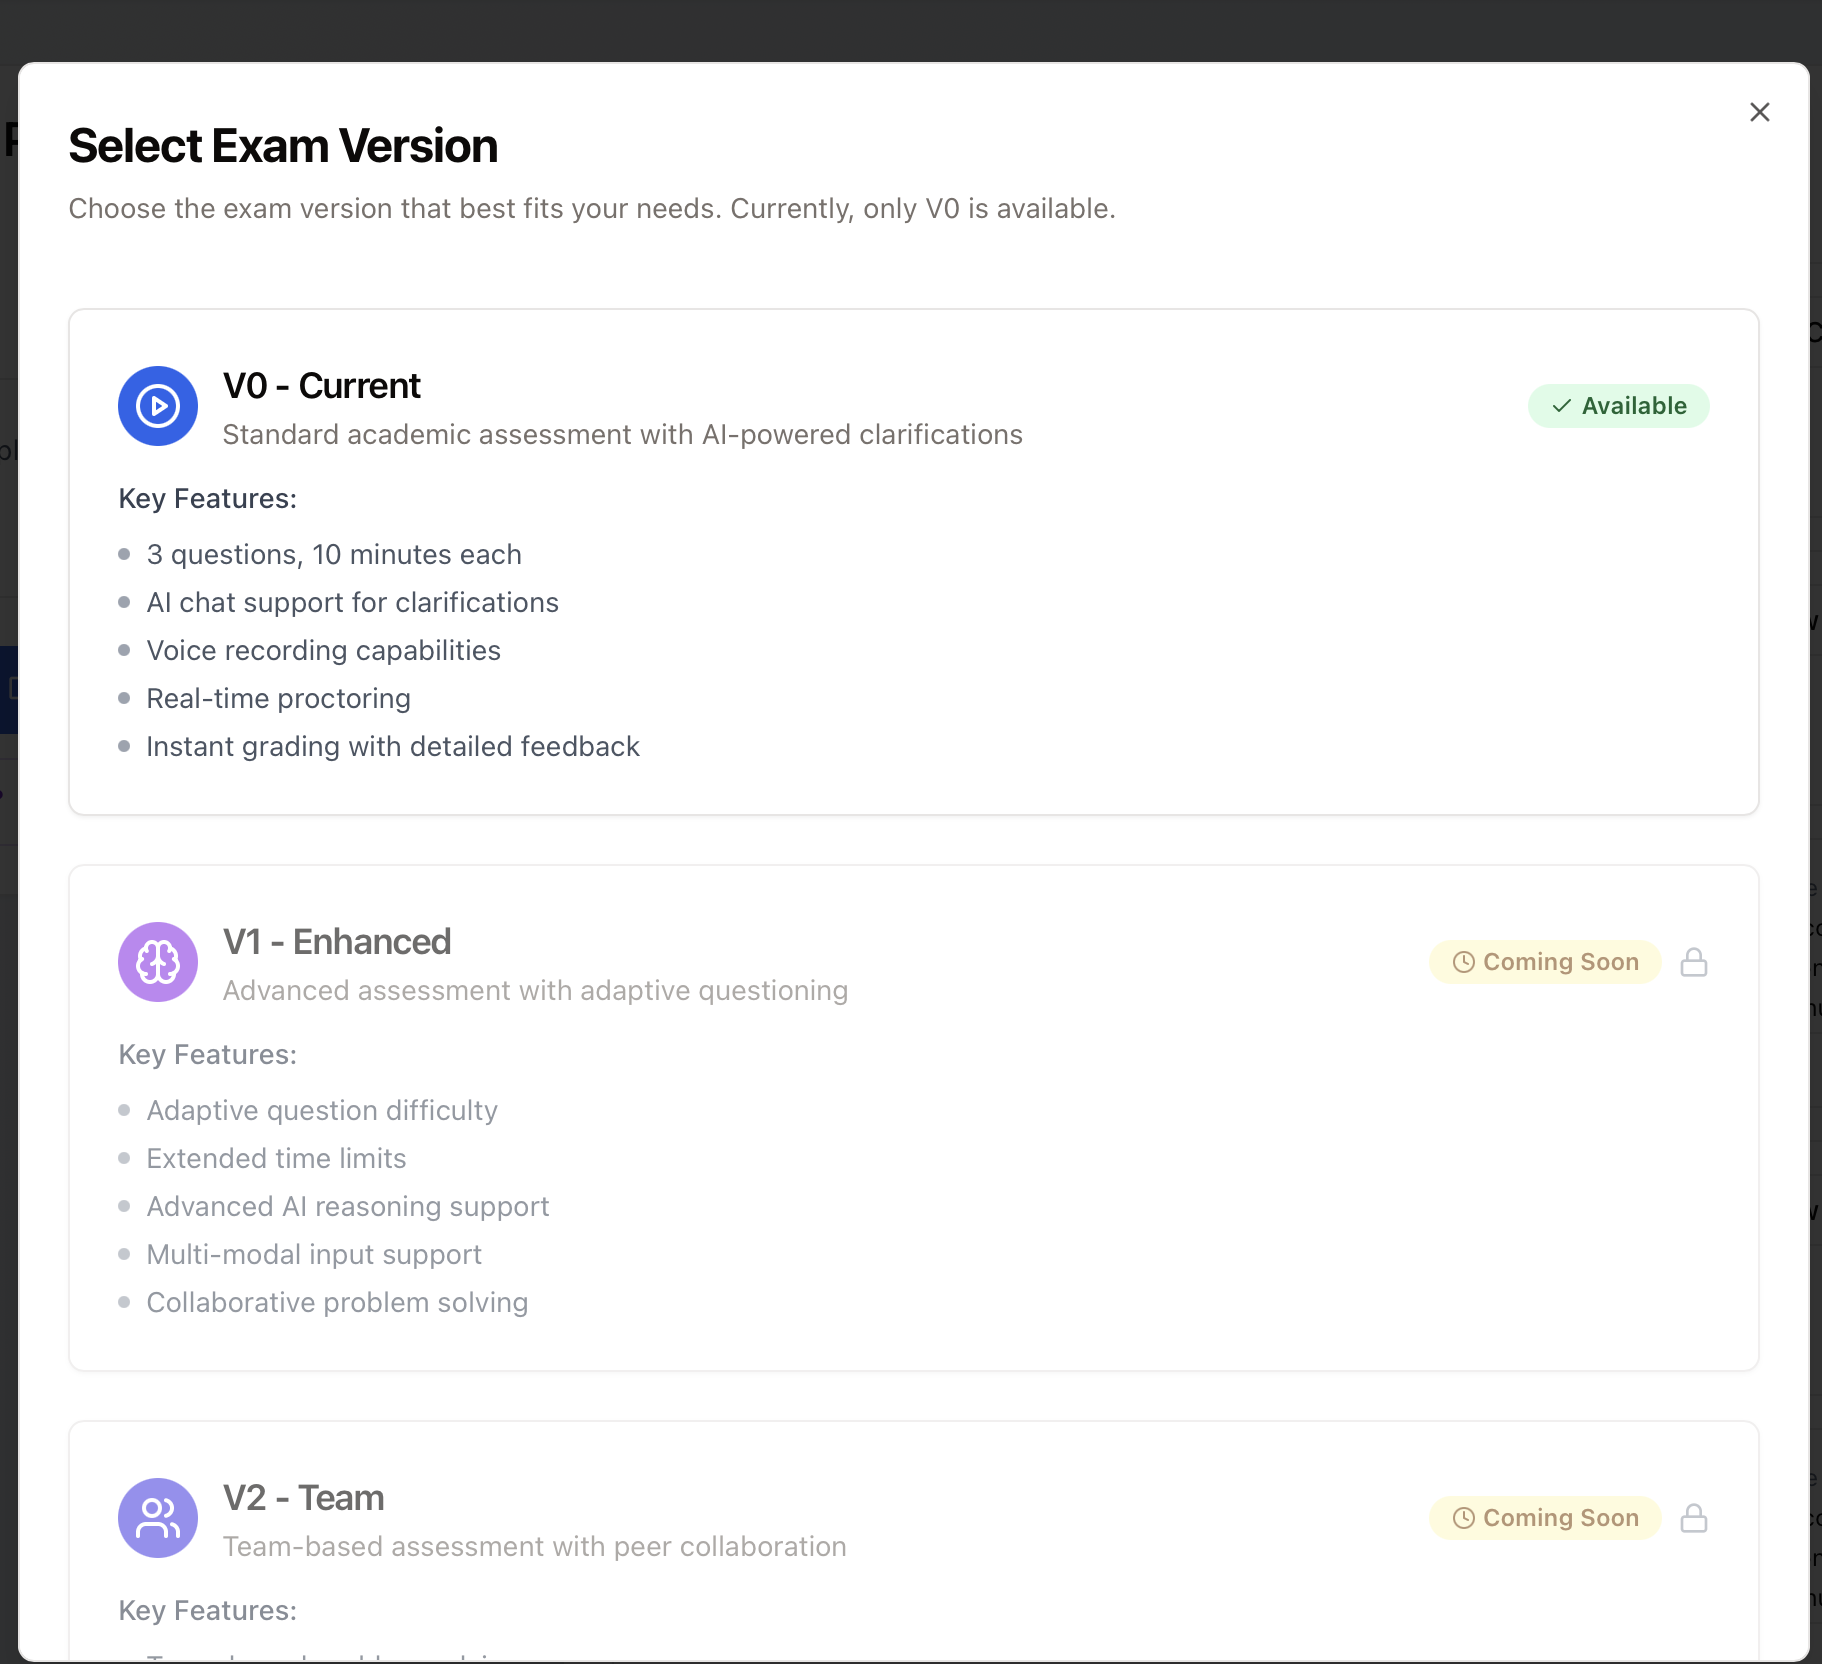 Select Exam Version
Choose the exam version that best fits your needs. Currently, only V0 is available.
V0 - Current
Standard academic assessment with AI-powered clarifications
Available
Key Features:
3 questions, 10 minutes each
AI chat support for clarifications
Voice recording capabilities
Real-time proctoring
Instant grading with detailed feedback
V1 - Enhanced
Advanced assessment with adaptive questioning
Coming Soon
Key Features:
Adaptive question difficulty
Extended time limits
Advanced AI reasoning support
Multi-modal input support
Collaborative problem solving
V2 - Team
Team-based assessment with peer collaboration
Coming Soon
Key Features: